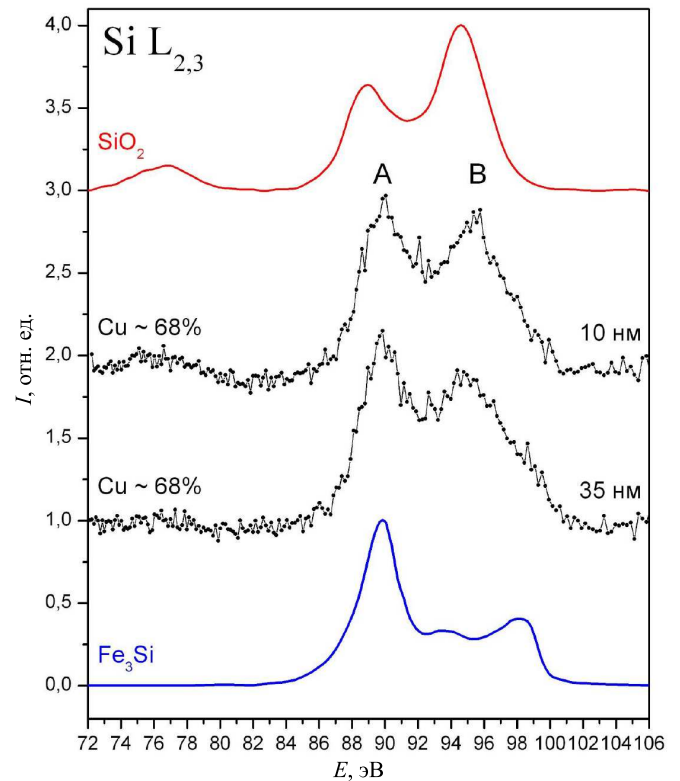 Si L2,3
4,0
3,5
SiO2
3,0
A B
2,5
Cu ~ 68% 10 нм
2,0
I, отн. ед.
1,5
Cu ~ 68% 35 нм
1,0
0,5
Fe3Si
0,0
72 74 76 78 80 82 84 86 88 90 92 94 96 98 100 102 104 106
E, эВ